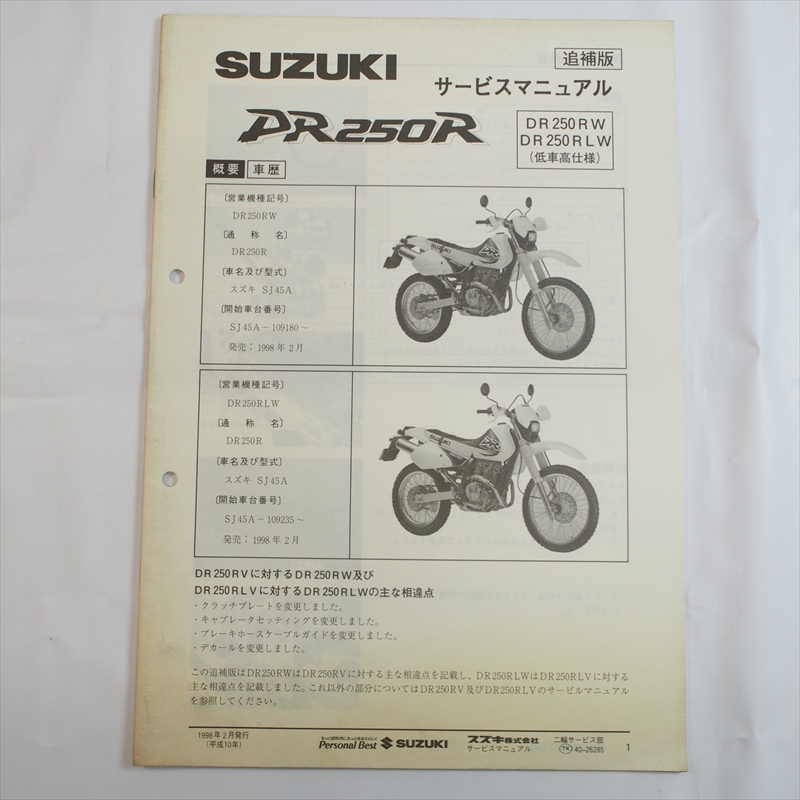 SUZUKI
追補版
サービスマニュアル
DR250R
DR250RW
DR250RLW
(低車高仕様)
概要 車歴
〔営業機種記号〕
DR250RW
〔通称名〕
DR250R
〔車名及び型式〕
スズキ SJ45A
〔開始車台番号〕
SJ45A－109180～
発売：1998年2月
SUZUKI
〔営業機種記号〕
DR250RLW
〔通称名〕
DR250R
〔車名及び型式〕
スズキ SJ45A
〔開始車台番号〕
SJ45A－109235～
発売：1998年2月
SUZUKI
DR250RVに対するDR250RW及び
DR250RLVに対するDR250RLWの主な相違点
・クラッチプレートを変更しました。
・キャブレータセッティングを変更しました。
・ブレーキホースケーブルガイドを変更しました。
・デカールを変更しました。
この追補版はDR250RWはDR250RVに対する主な相違点を記載し、DR250RLWはDR250RLVに対する
主な相違点を記載しました。これ以外の部分についてはDR250RV及びDR250RLVのサービルマニュアル
を参照してください。
1998年2月発行
(平成10年)
Personal Best SUZUKI
スズキ株式会社
サービスマニュアル
二輪サービス部
TK 40-26285
1